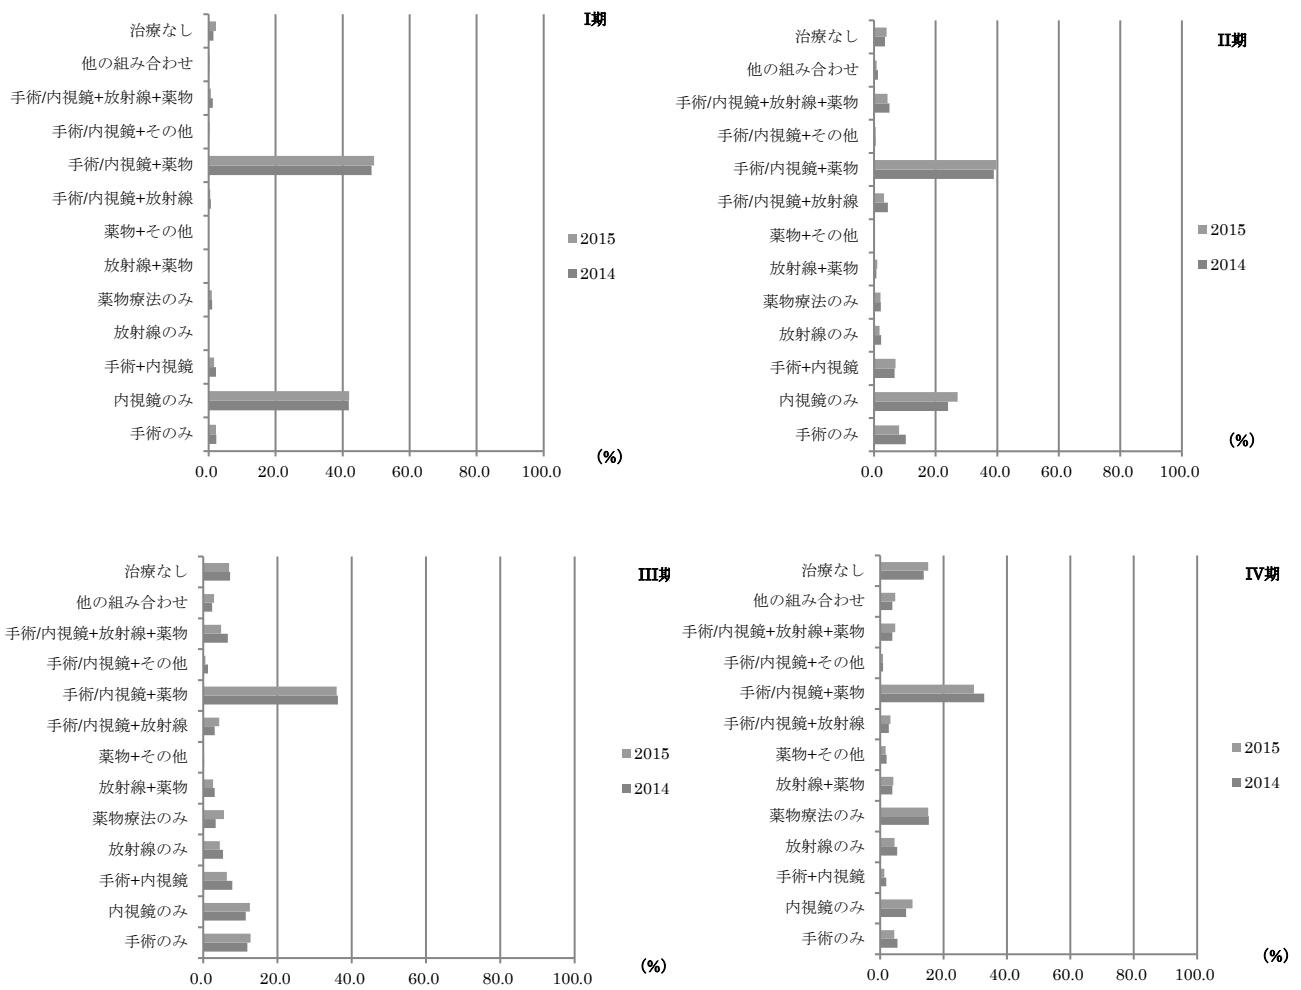 I期
治療なし
他の組み合わせ
手術/内視鏡+放射線+薬物
手術/内視鏡+その他
手術/内視鏡+薬物
手術/内視鏡+放射線
薬物+その他
放射線+薬物
薬物療法のみ
放射線のみ
手術+内視鏡
内視鏡のみ
手術のみ
2015
2014
(%)
0.0 20.0 40.0 60.0 80.0 100.0
II期
治療なし
他の組み合わせ
手術/内視鏡+放射線+薬物
手術/内視鏡+その他
手術/内視鏡+薬物
手術/内視鏡+放射線
薬物+その他
放射線+薬物
薬物療法のみ
放射線のみ
手術+内視鏡
内視鏡のみ
手術のみ
2015
2014
(%)
0.0 20.0 40.0 60.0 80.0 100.0
III期
治療なし
他の組み合わせ
手術/内視鏡+放射線+薬物
手術/内視鏡+その他
手術/内視鏡+薬物
手術/内視鏡+放射線
薬物+その他
放射線+薬物
薬物療法のみ
放射線のみ
手術+内視鏡
内視鏡のみ
手術のみ
2015
2014
(%)
0.0 20.0 40.0 60.0 80.0 100.0
IV期
治療なし
他の組み合わせ
手術/内視鏡+放射線+薬物
手術/内視鏡+その他
手術/内視鏡+薬物
手術/内視鏡+放射線
薬物+その他
放射線+薬物
薬物療法のみ
放射線のみ
手術+内視鏡
内視鏡のみ
手術のみ
2015
2014
(%)
0.0 20.0 40.0 60.0 80.0 100.0